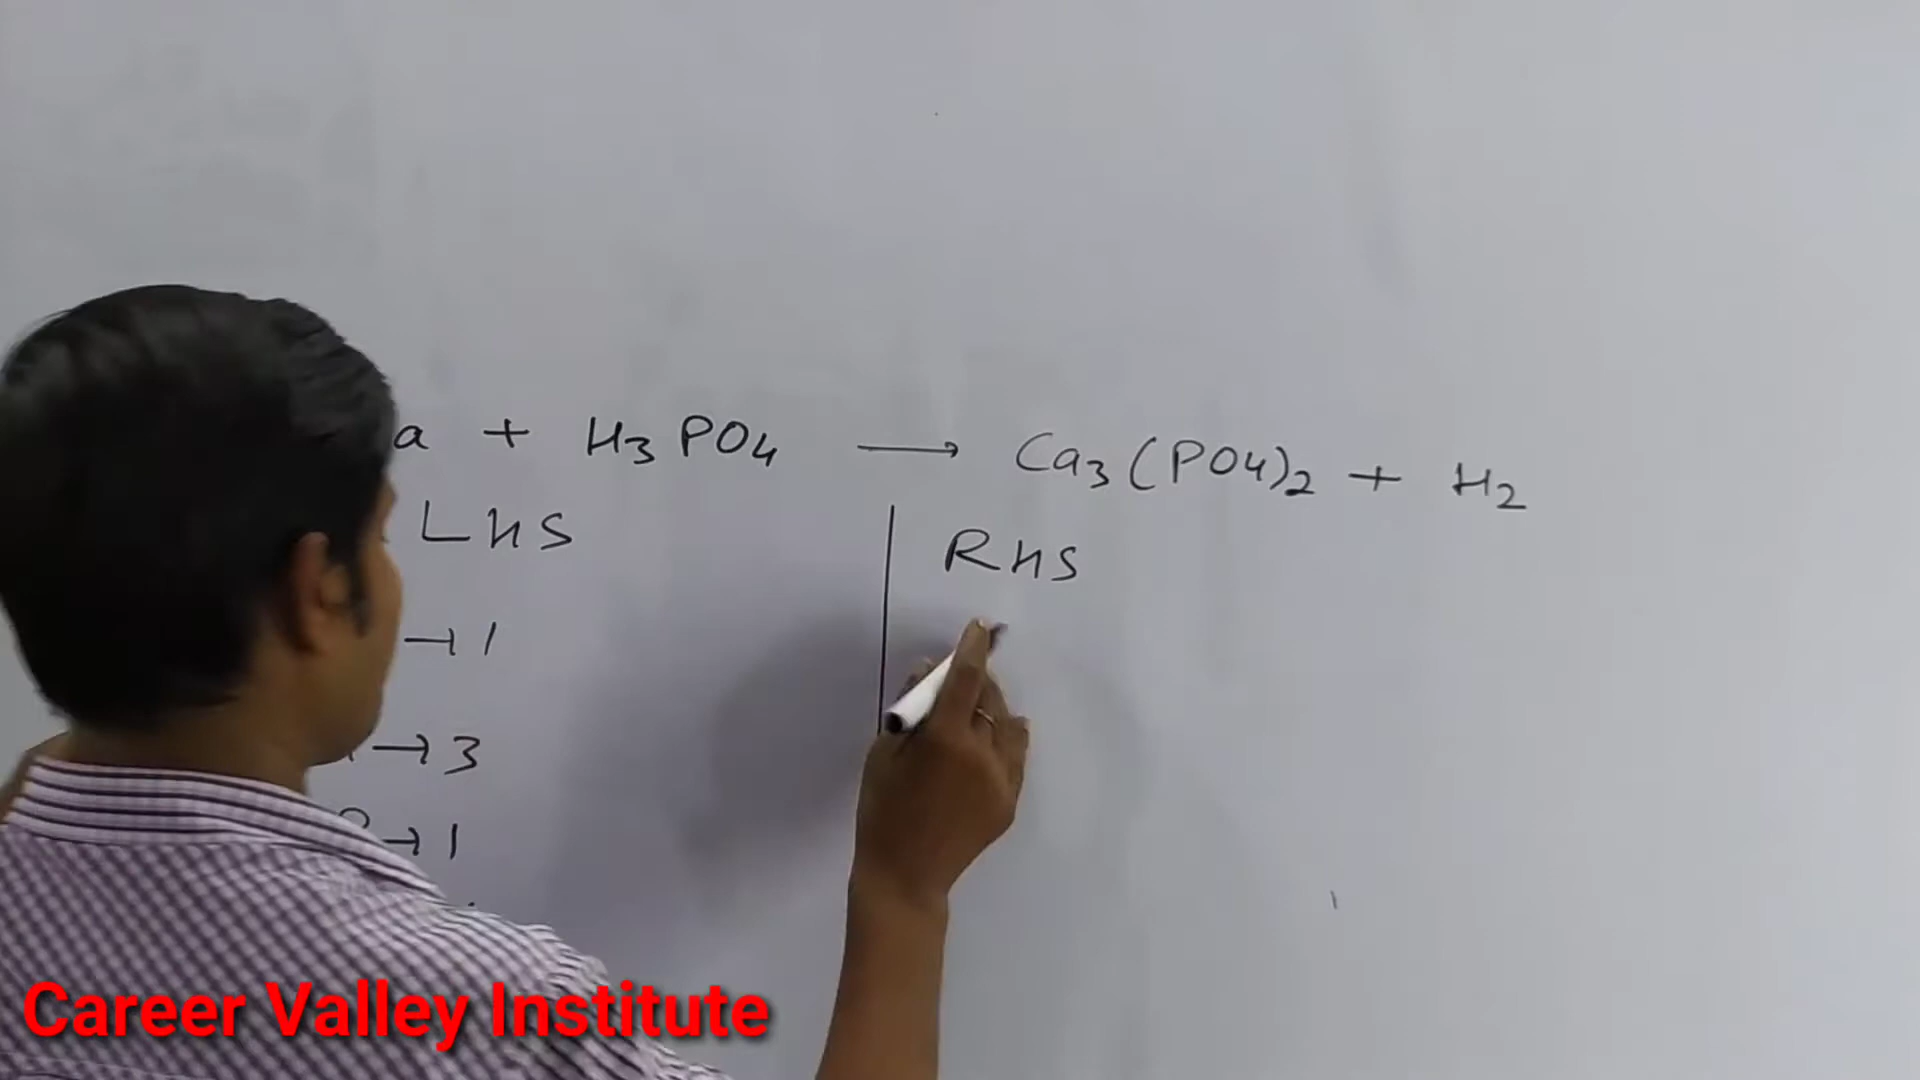 a + H3PO4 → Ca3(PO4)2 + H2
LHS RHS
→ 1
→ 3
→ 1
Career Valley Institute